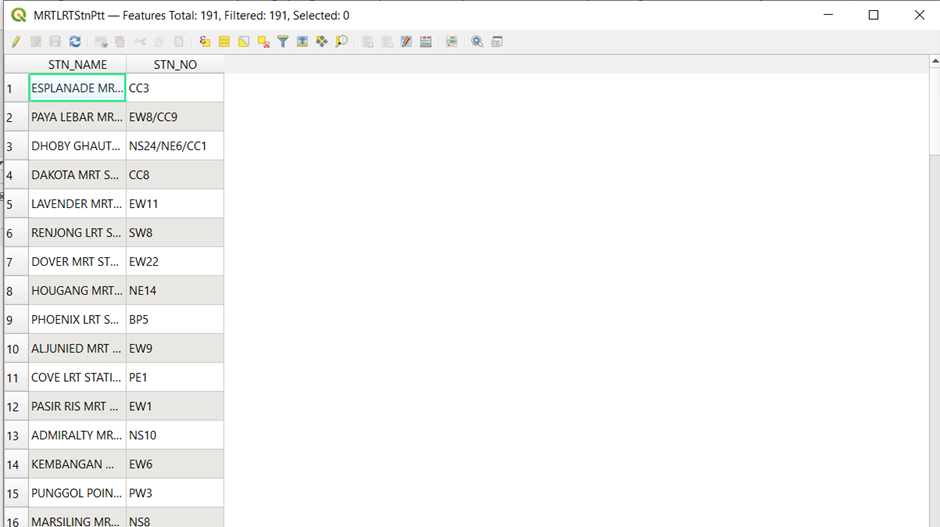 MRTLRTStnPtt — Features Total: 191, Filtered: 191, Selected: 0
STN_NAME STN_NO
1 ESPLANADE MR... CC3
2 PAYA LEBAR MR... EW8/CC9
3 DHOBY GHAUT... NS24/NE6/CC1
4 DAKOTA MRT S... CC8
5 LAVENDER MRT... EW11
6 RENJONG LRT S... SW8
7 DOVER MRT ST... EW22
8 HOUGANG MRT... NE14
9 PHOENIX LRT S... BP5
10 ALJUNIED MRT ... EW9
11 COVE LRT STATI... PE1
12 PASIR RIS MRT ... EW1
13 ADMIRALTY MR... NS10
14 KEMBANGAN ... EW6
15 PUNGGOL POIN... PW3
16 MARSILING MR... NS8